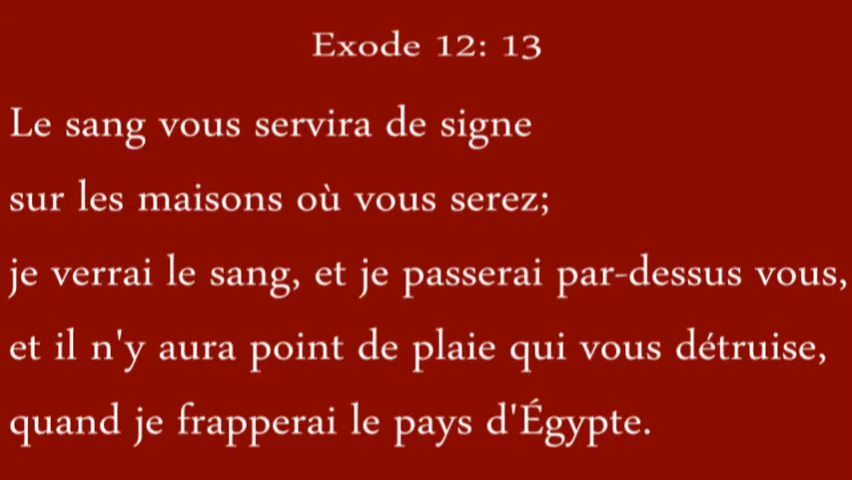 Exode 12: 13
Le sang vous servira de signe
sur les maisons où vous serez;
je verrai le sang, et je passerai par-dessus vous,
et il n'y aura point de plaie qui vous détruise,
quand je frapperai le pays d'Égypte.